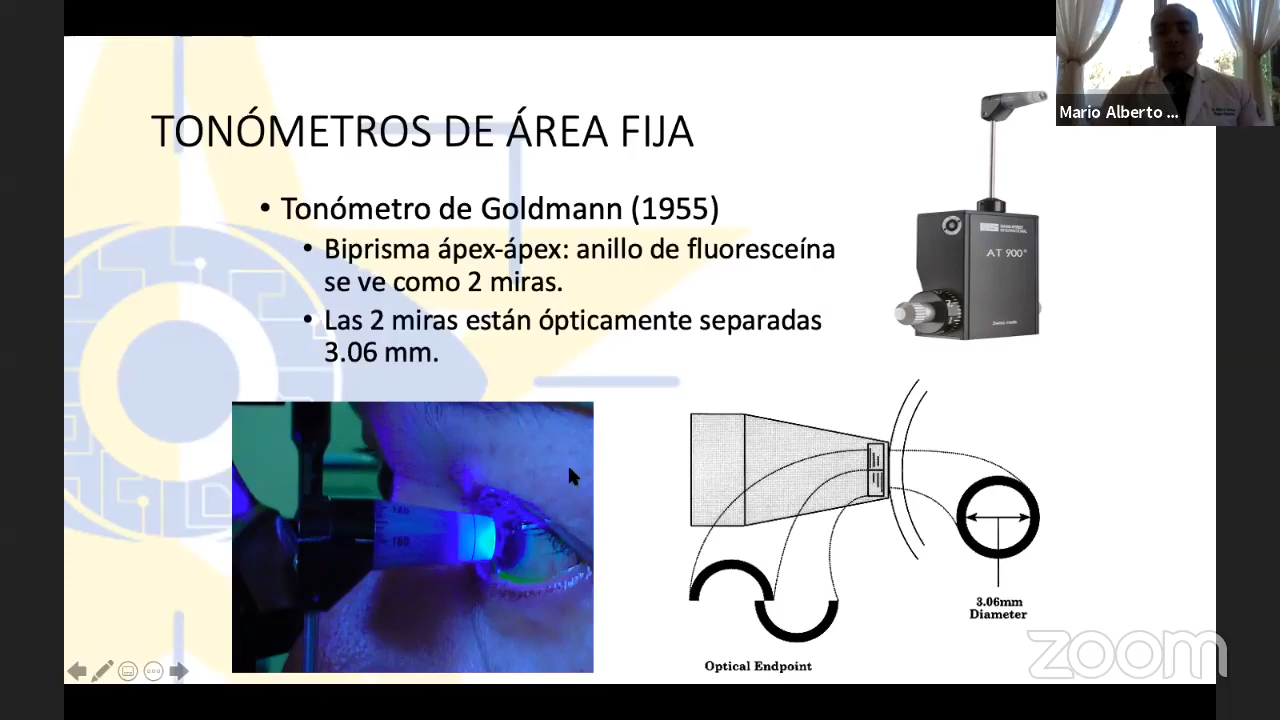 Mario Alberto ...
TONÓMETROS DE ÁREA FIJA
• Tonómetro de Goldmann (1955)
• Biprisma ápex-ápex: anillo de fluoresceína
se ve como 2 miras.
• Las 2 miras están ópticamente separadas
3.06 mm.
AT 900®
3.06mm
Diameter
Optical Endpoint
zoom